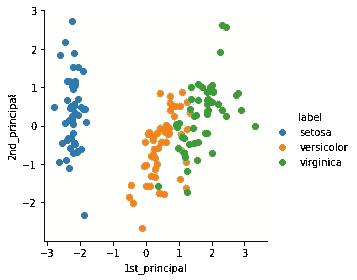 3
2
1
0
−1
−2
2nd_principal
−3
−2
−1
0
1
2
3
1st_principal
label
setosa
versicolor
virginica